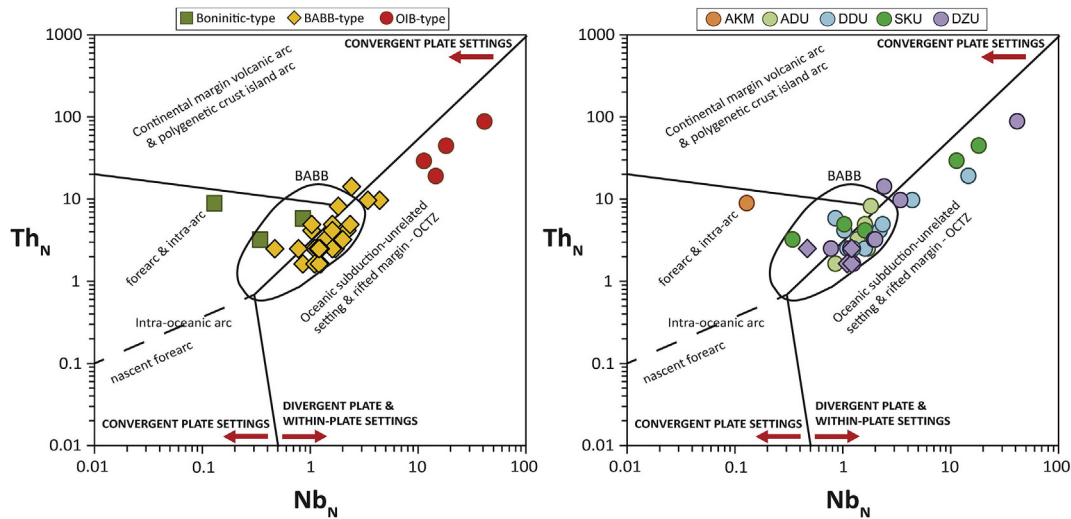 Boninitic-type BABB-type OIB-type
1000
100
10
1
0.1
0.01
Th_N
CONVERGENT PLATE SETTINGS
Continental margin volcanic arc
& polygenetic crust island arc
BABB
forearc & intra-arc
Oceanic subduction-unrelated
setting & rifted margin - OCTZ
Intra-oceanic arc
nascent forearc
DIVERGENT PLATE &
WITHIN-PLATE SETTINGS
CONVERGENT PLATE SETTINGS
0.01 0.1 1 10 100
Nb_N
AKM ADU DDU SKU DZU
1000
100
10
1
0.1
0.01
Th_N
CONVERGENT PLATE SETTINGS
Continental margin volcanic arc
& polygenetic crust island arc
BABB
forearc & intra-arc
Oceanic subduction-unrelated
setting & rifted margin - OCTZ
Intra-oceanic arc
nascent forearc
DIVERGENT PLATE &
WITHIN-PLATE SETTINGS
CONVERGENT PLATE SETTINGS
0.01 0.1 1 10 100
Nb_N